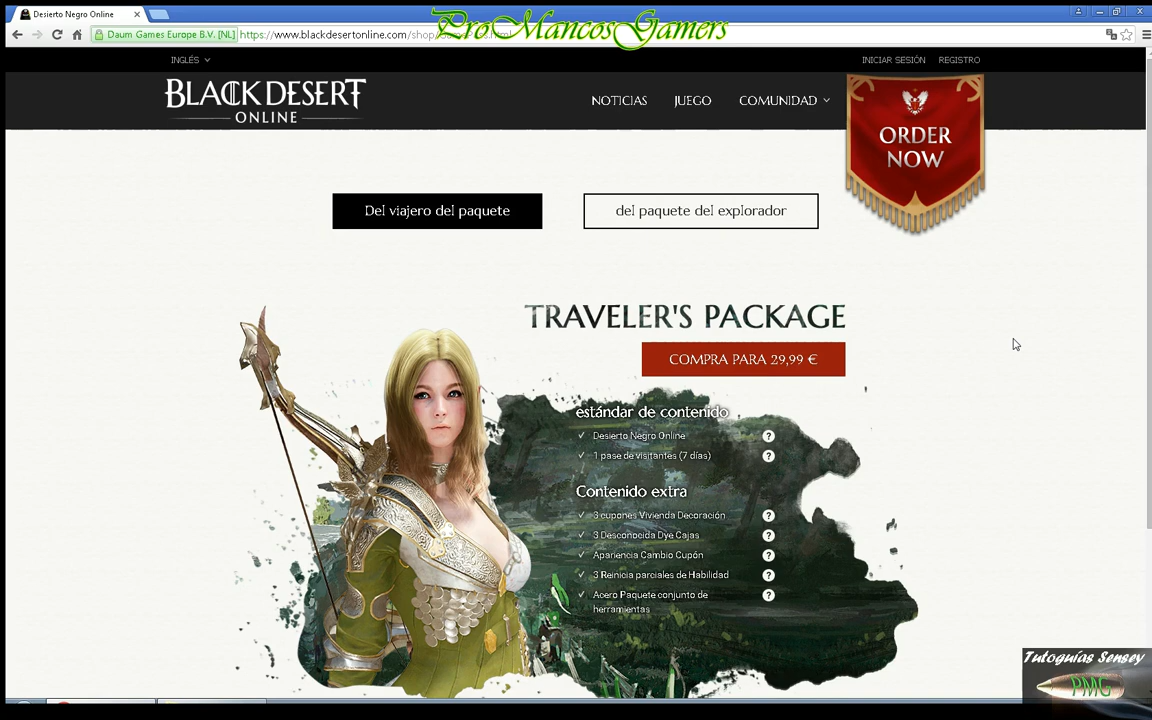 Desierto Negro Online
ProMancosGamers
Daum Games Europe B.V. [NL] https://www.blackdesertonline.com/shop/
INGLÉS
INICIAR SESIÓN REGISTRO
BLACK DESERT
ONLINE
NOTICIAS JUEGO COMUNIDAD
ORDER
NOW
Del viajero del paquete
del paquete del explorador
TRAVELER'S PACKAGE
COMPRA PARA 29,99 €
estándar de contenido
✓ Desierto Negro Online ?
✓ 1 pase de visitantes (7 días) ?
Contenido extra
✓ 3 cupones Vivienda Decoración ?
✓ 3 Desconocida Dye Cajas ?
✓ Apariencia Cambio Cupón ?
✓ 3 Reinicia parciales de Habilidad ?
✓ Acero Paquete conjunto de ?
herramientas
Tutoguías Sensey
PMG